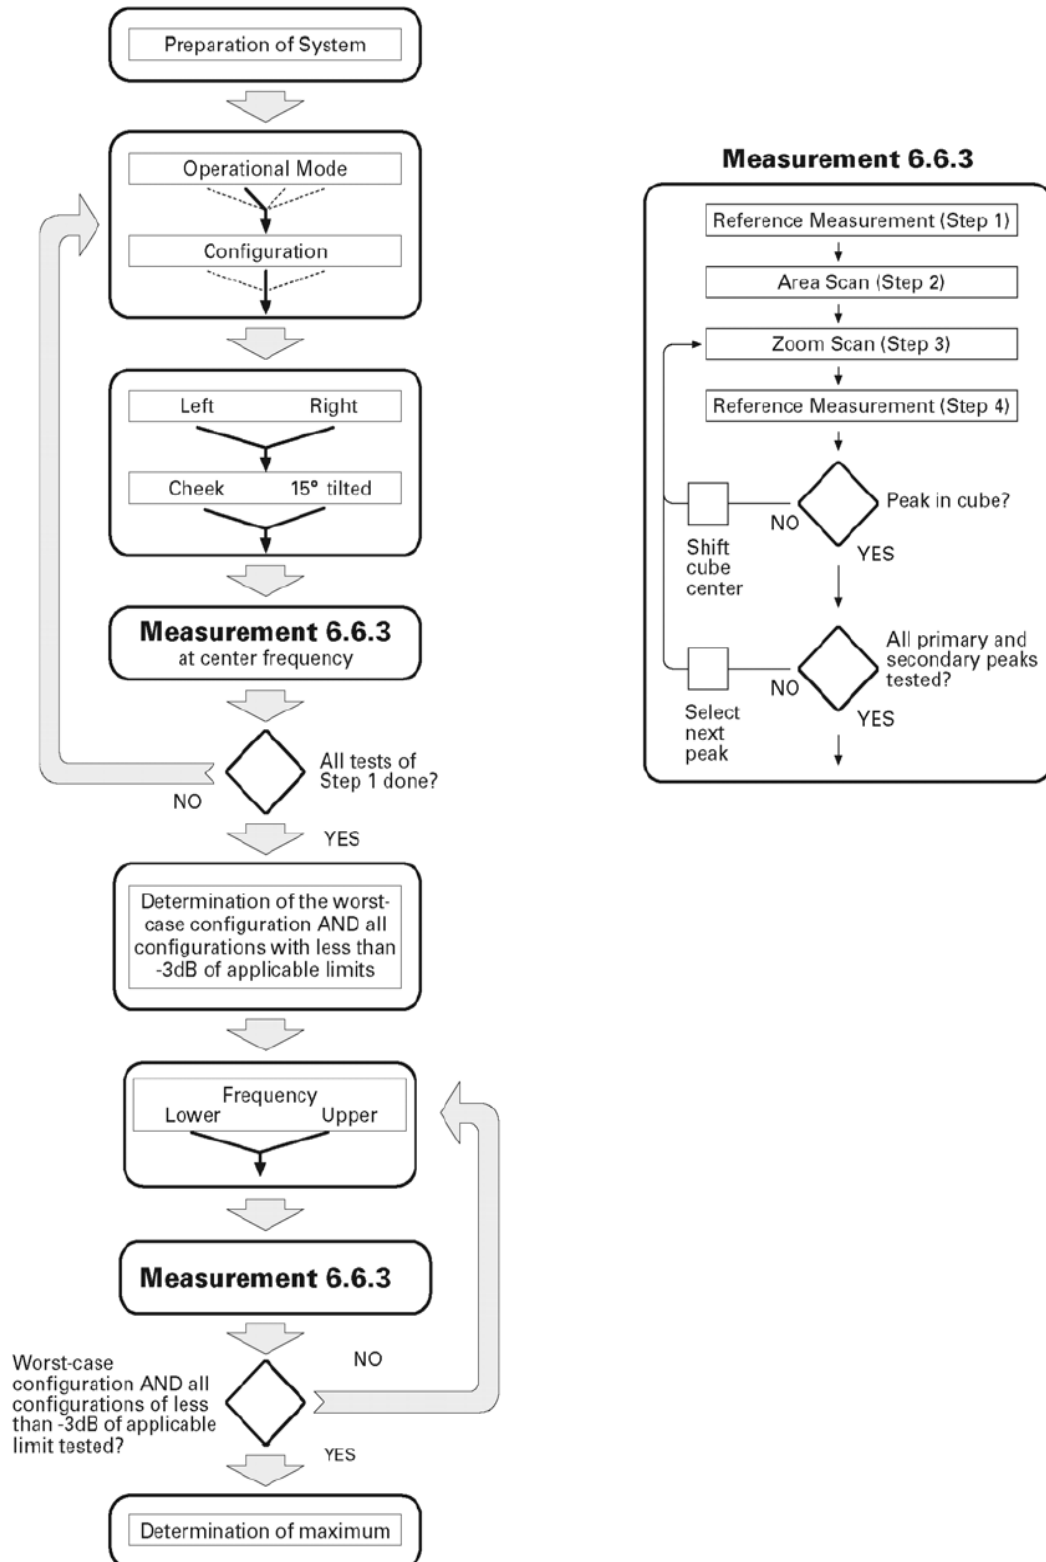 Preparation of System
Operational Mode
Configuration
Left Right
Cheek 15° tilted
Measurement 6.6.3
at center frequency
All tests of
Step 1 done?
NO
YES
Determination of the worst-
case configuration AND all
configurations with less than
-3dB of applicable limits
Frequency
Lower Upper
Measurement 6.6.3
Worst-case
configuration AND all
configurations of less
than -3dB of applicable
limit tested?
NO
YES
Determination of maximum
Measurement 6.6.3
Reference Measurement (Step 1)
Area Scan (Step 2)
Zoom Scan (Step 3)
Reference Measurement (Step 4)
Peak in cube?
NO
YES
Shift
cube
center
All primary and
secondary peaks
tested?
NO
YES
Select
next
peak